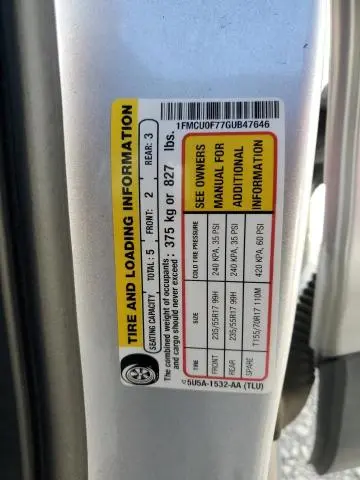 1FMCU0F77GUB47646
TIRE AND LOADING INFORMATION
SEATING CAPACITY TOTAL: 5 FRONT: 2 REAR: 3
The combined weight of occupants and cargo should never exceed: 375 kg or 827 lbs.
TIRE SIZE COLD TIRE PRESSURE
FRONT 235/55R17 99H 240 KPA, 35 PSI
REAR 235/55R17 99H 240 KPA, 35 PSI
SPARE T155/70R17 110M 420 KPA, 60 PSI
SEE OWNERS
MANUAL FOR
ADDITIONAL
INFORMATION
5U5A-1532-AA (TLU)